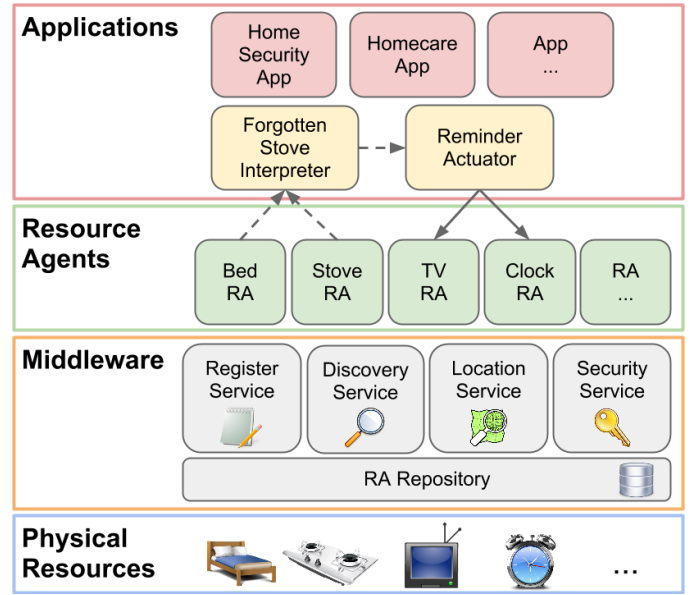 Applications
Home
Security
App
Homecare
App
App
...
Forgotten
Stove
Interpreter
Reminder
Actuator
Resource
Agents
Bed
RA
Stove
RA
TV
RA
Clock
RA
RA
...
Middleware
Register
Service
Discovery
Service
Location
Service
Security
Service
RA Repository
Physical
Resources
...